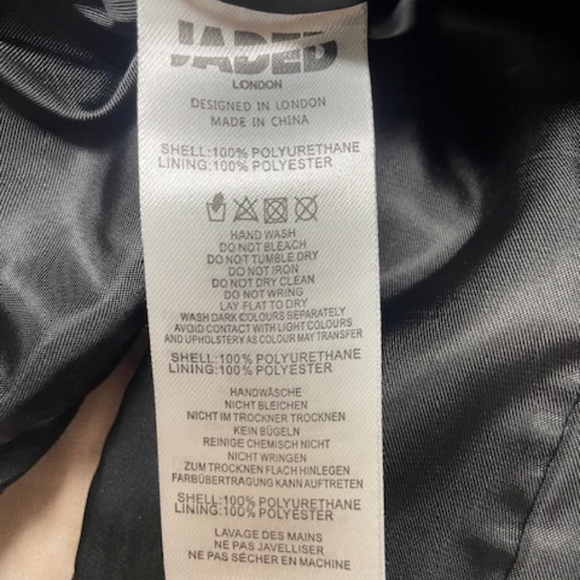 JADED
LONDON
DESIGNED IN LONDON
MADE IN CHINA
SHELL:100% POLYURETHANE
LINING:100% POLYESTER
HAND WASH
DO NOT BLEACH
DO NOT TUMBLE DRY
DO NOT IRON
DO NOT DRY CLEAN
DO NOT WRING
LAY FLAT TO DRY
WASH DARK COLOURS SEPARATELY
AVOID CONTACT WITH LIGHT COLOURS
AND UPHOLSTERY AS COLOUR MAY TRANSFER
SHELL:100% POLYURETHANE
LINING:100% POLYESTER
HANDWÄSCHE
NICHT BLEICHEN
NICHT IM TROCKNER TROCKNEN
KEIN BÜGELN
REINIGE CHEMISCH NICHT
NICHT WRINGEN
ZUM TROCKNEN FLACH HINLEGEN
FARBÜBERTRAGUNG KANN AUFTRETEN
SHELL:100% POLYURETHANE
LINING:100% POLYESTER
LAVAGE DES MAINS
NE PAS JAVELLISER
NE PAS SÉCHER EN MACHINE